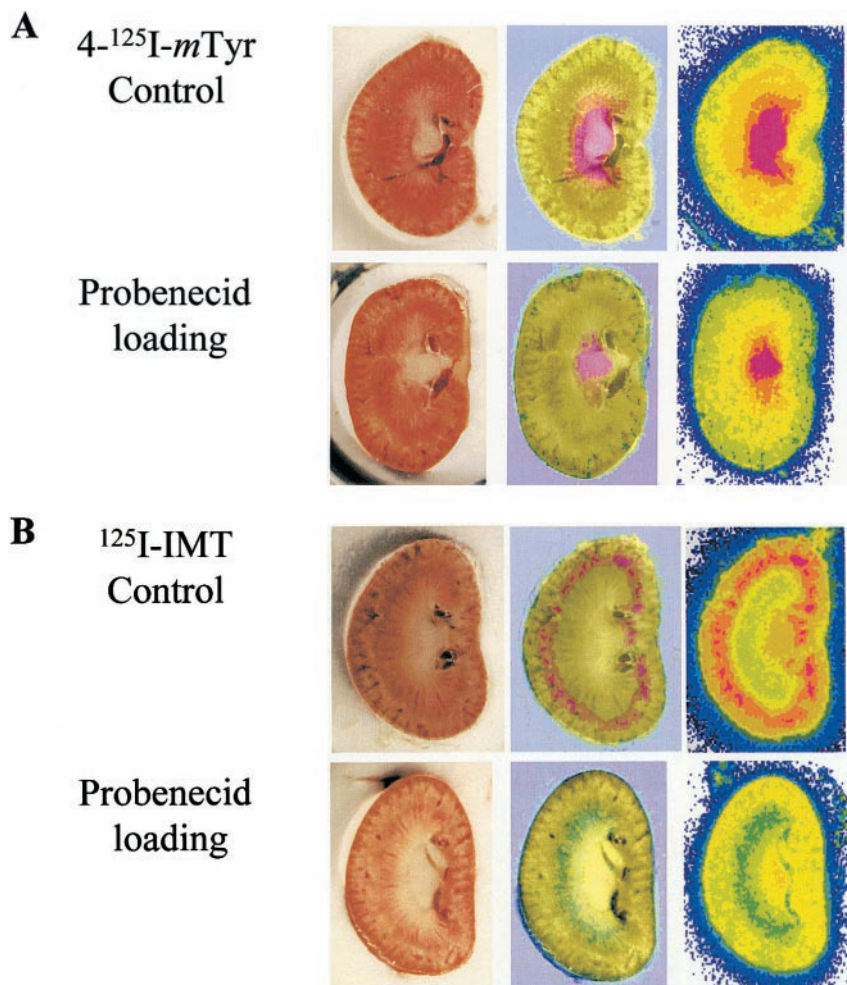 A
4-¹²⁵I-mTyr
Control
Probenecid
loading
B
¹²⁵I-IMT
Control
Probenecid
loading